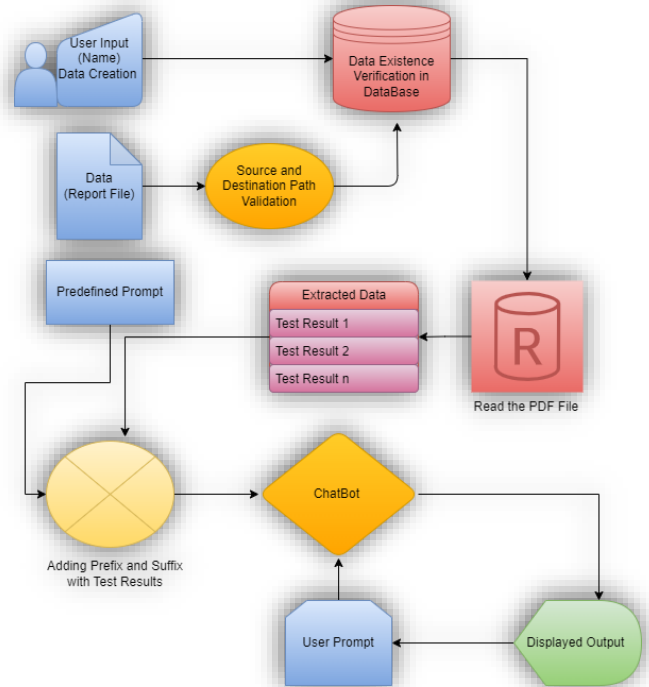 User Input
(Name)
Data Creation
Data Existence
Verification in
DataBase
Data
(Report File)
Source and
Destination Path
Validation
Predefined Prompt
Extracted Data
Test Result 1
Test Result 2
Test Result n
R
Read the PDF File
ChatBot
Adding Prefix and Suffix
with Test Results
User Prompt
Displayed Output